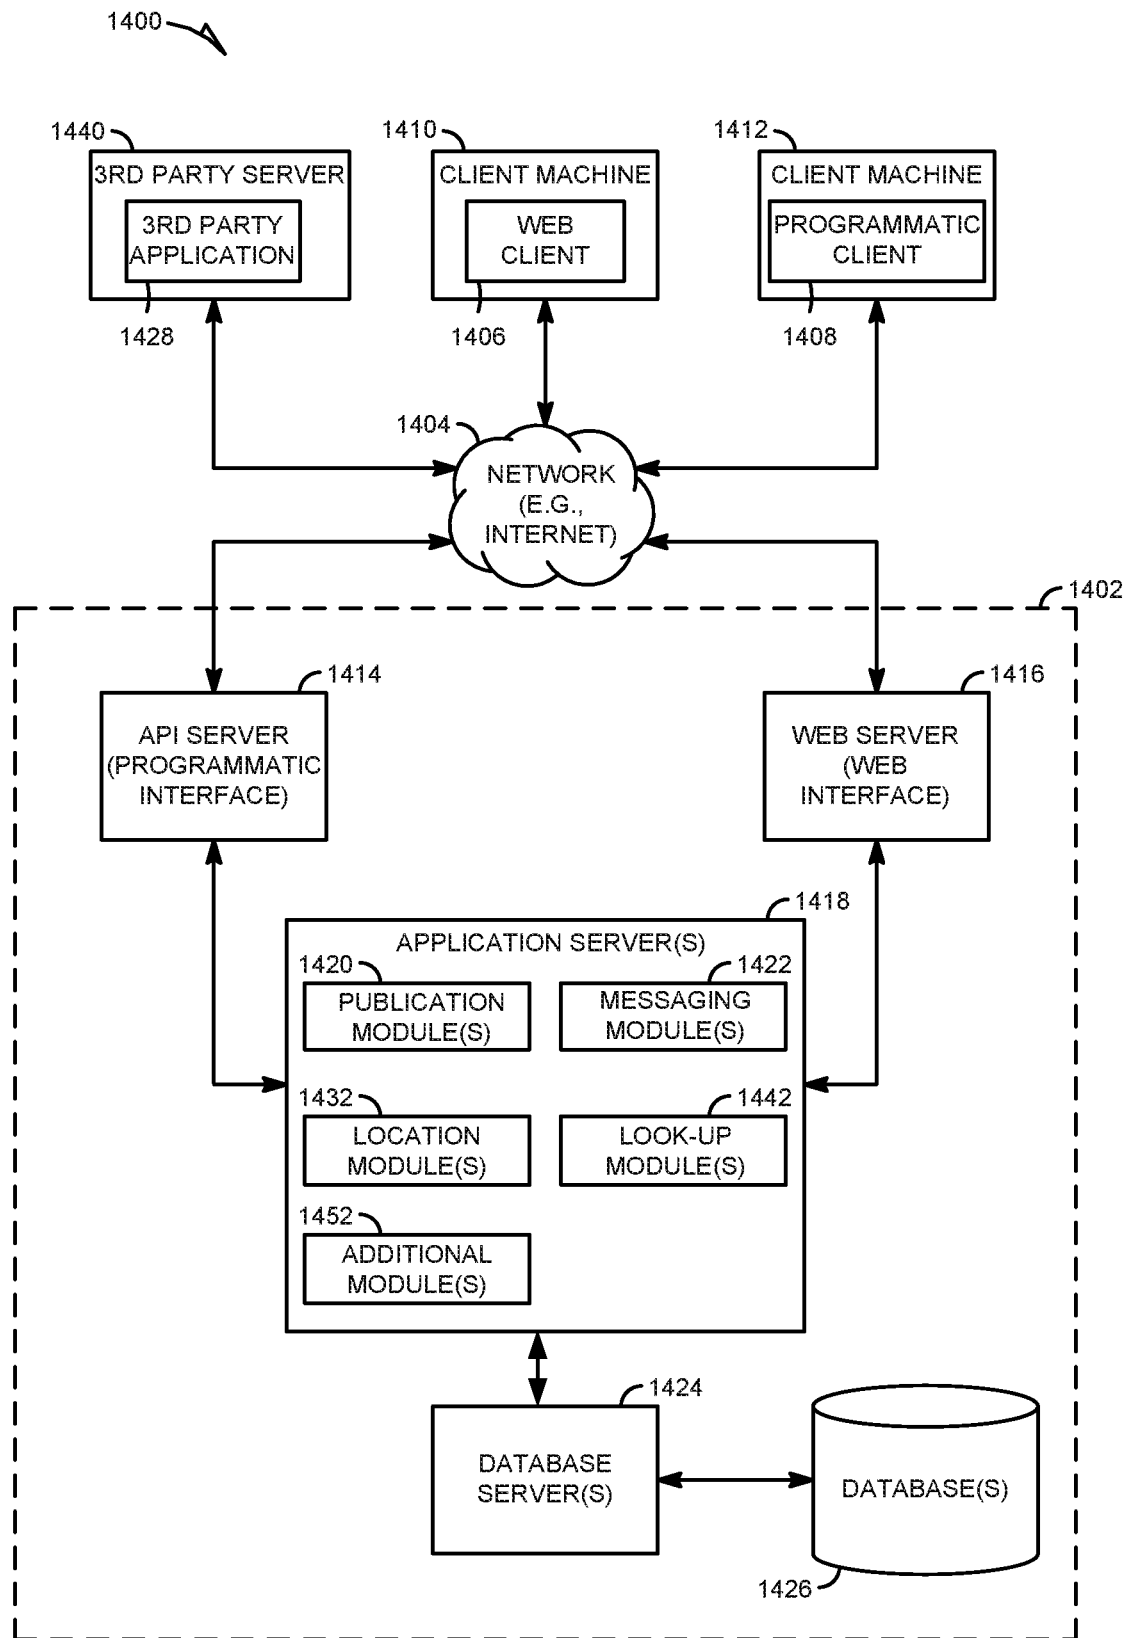 1400
1440
3RD PARTY SERVER
3RD PARTY
APPLICATION
1428
1410
CLIENT MACHINE
WEB
CLIENT
1406
1412
CLIENT MACHINE
PROGRAMMATIC
CLIENT
1408
1404
NETWORK
(E.G.,
INTERNET)
1402
1414
API SERVER
(PROGRAMMATIC
INTERFACE)
1416
WEB SERVER
(WEB
INTERFACE)
1418
APPLICATION SERVER(S)
1420
PUBLICATION
MODULE(S)
1422
MESSAGING
MODULE(S)
1432
LOCATION
MODULE(S)
1442
LOOK-UP
MODULE(S)
1452
ADDITIONAL
MODULE(S)
1424
DATABASE
SERVER(S)
DATABASE(S)
1426